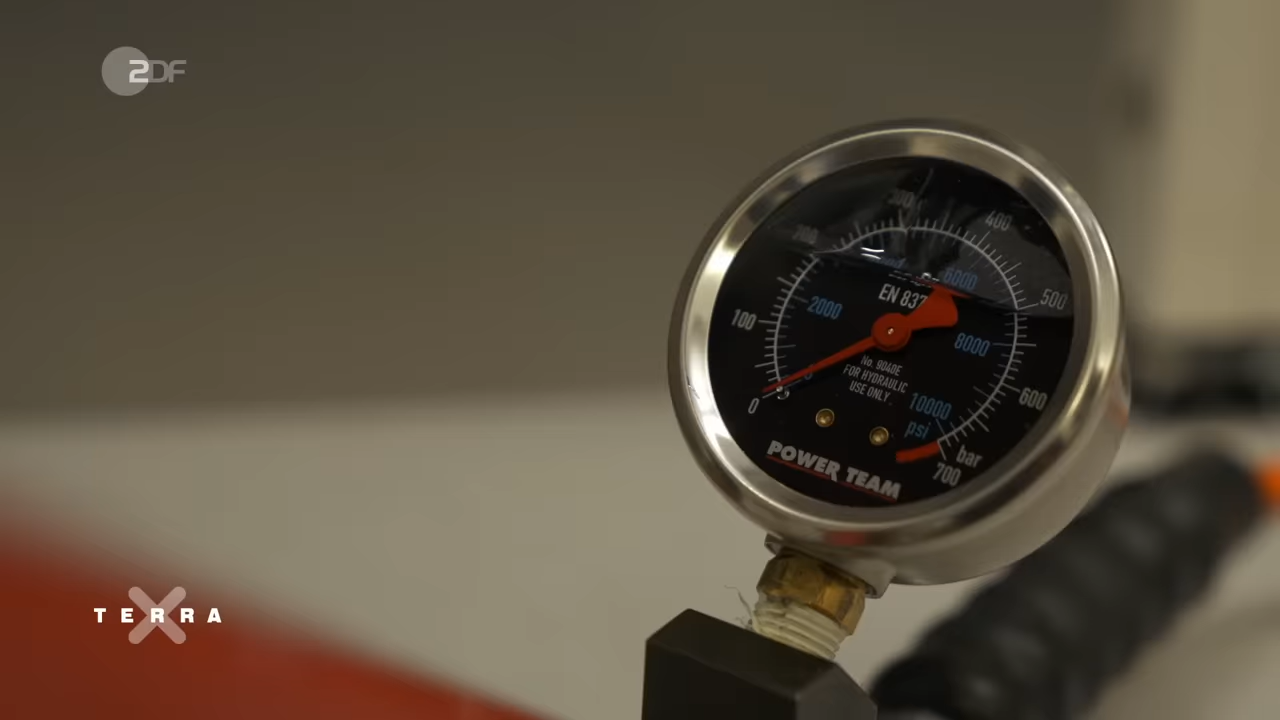 ZDF
300
400
200
6000
500
EN 837
2000
100
8000
No. 9040E
FOR HYDRAULIC
USE ONLY
600
10000
0
psi
bar
700
POWER TEAM
TERRA